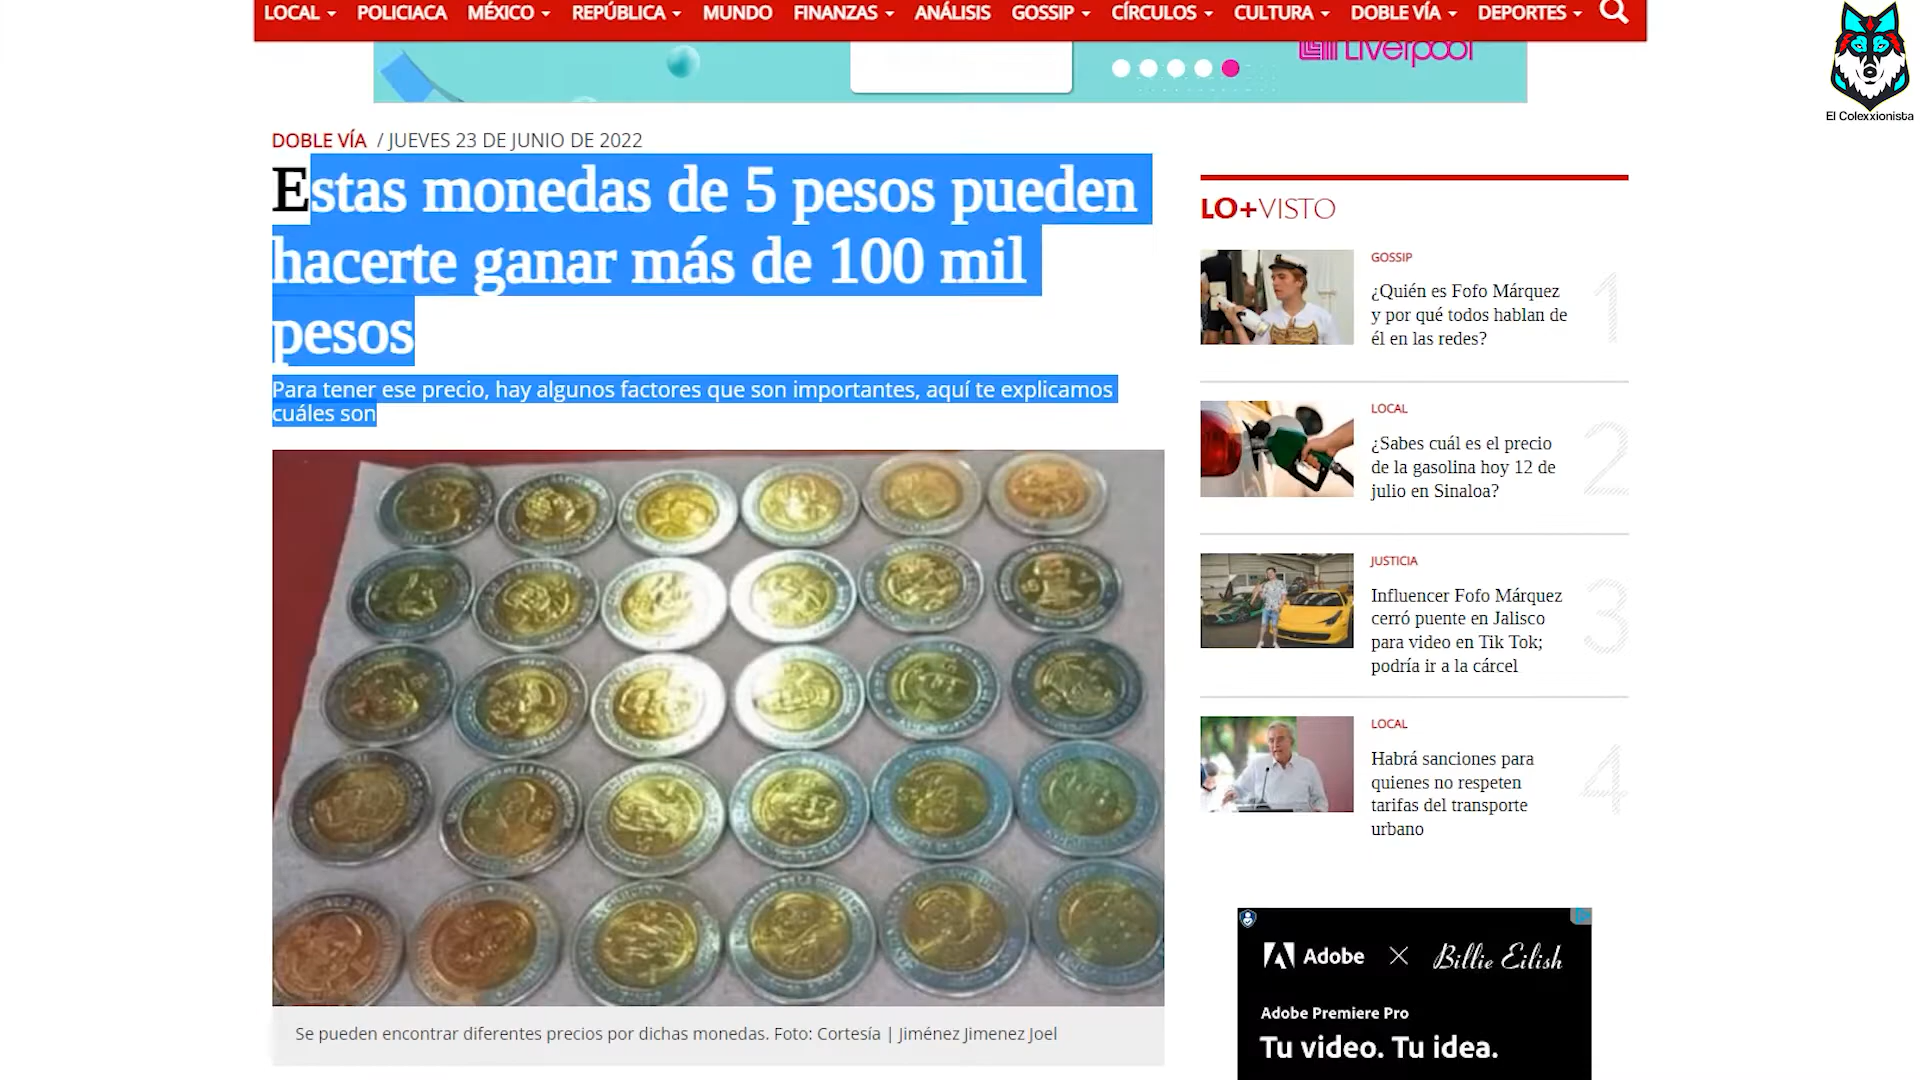 LOCAL POLICIACA MÉXICO REPÚBLICA MUNDO FINANZAS ANÁLISIS GOSSIP CÍRCULOS CULTURA DOBLE VÍA DEPORTES
Liverpool
El Colexxionista
DOBLE VÍA / JUEVES 23 DE JUNIO DE 2022
Estas monedas de 5 pesos pueden
hacerte ganar más de 100 mil
pesos
Para tener ese precio, hay algunos factores que son importantes, aquí te explicamos
cuáles son
Se pueden encontrar diferentes precios por dichas monedas. Foto: Cortesía | Jiménez Jimenez Joel
LO+VISTO
GOSSIP
¿Quién es Fofo Márquez
y por qué todos hablan de
él en las redes?
1
LOCAL
¿Sabes cuál es el precio
de la gasolina hoy 12 de
julio en Sinaloa?
2
JUSTICIA
Influencer Fofo Márquez
cerró puente en Jalisco
para video en Tik Tok;
podría ir a la cárcel
3
LOCAL
Habrá sanciones para
quienes no respeten
tarifas del transporte
urbano
4
Adobe X Billie Eilish
Adobe Premiere Pro
Tu video. Tu idea.